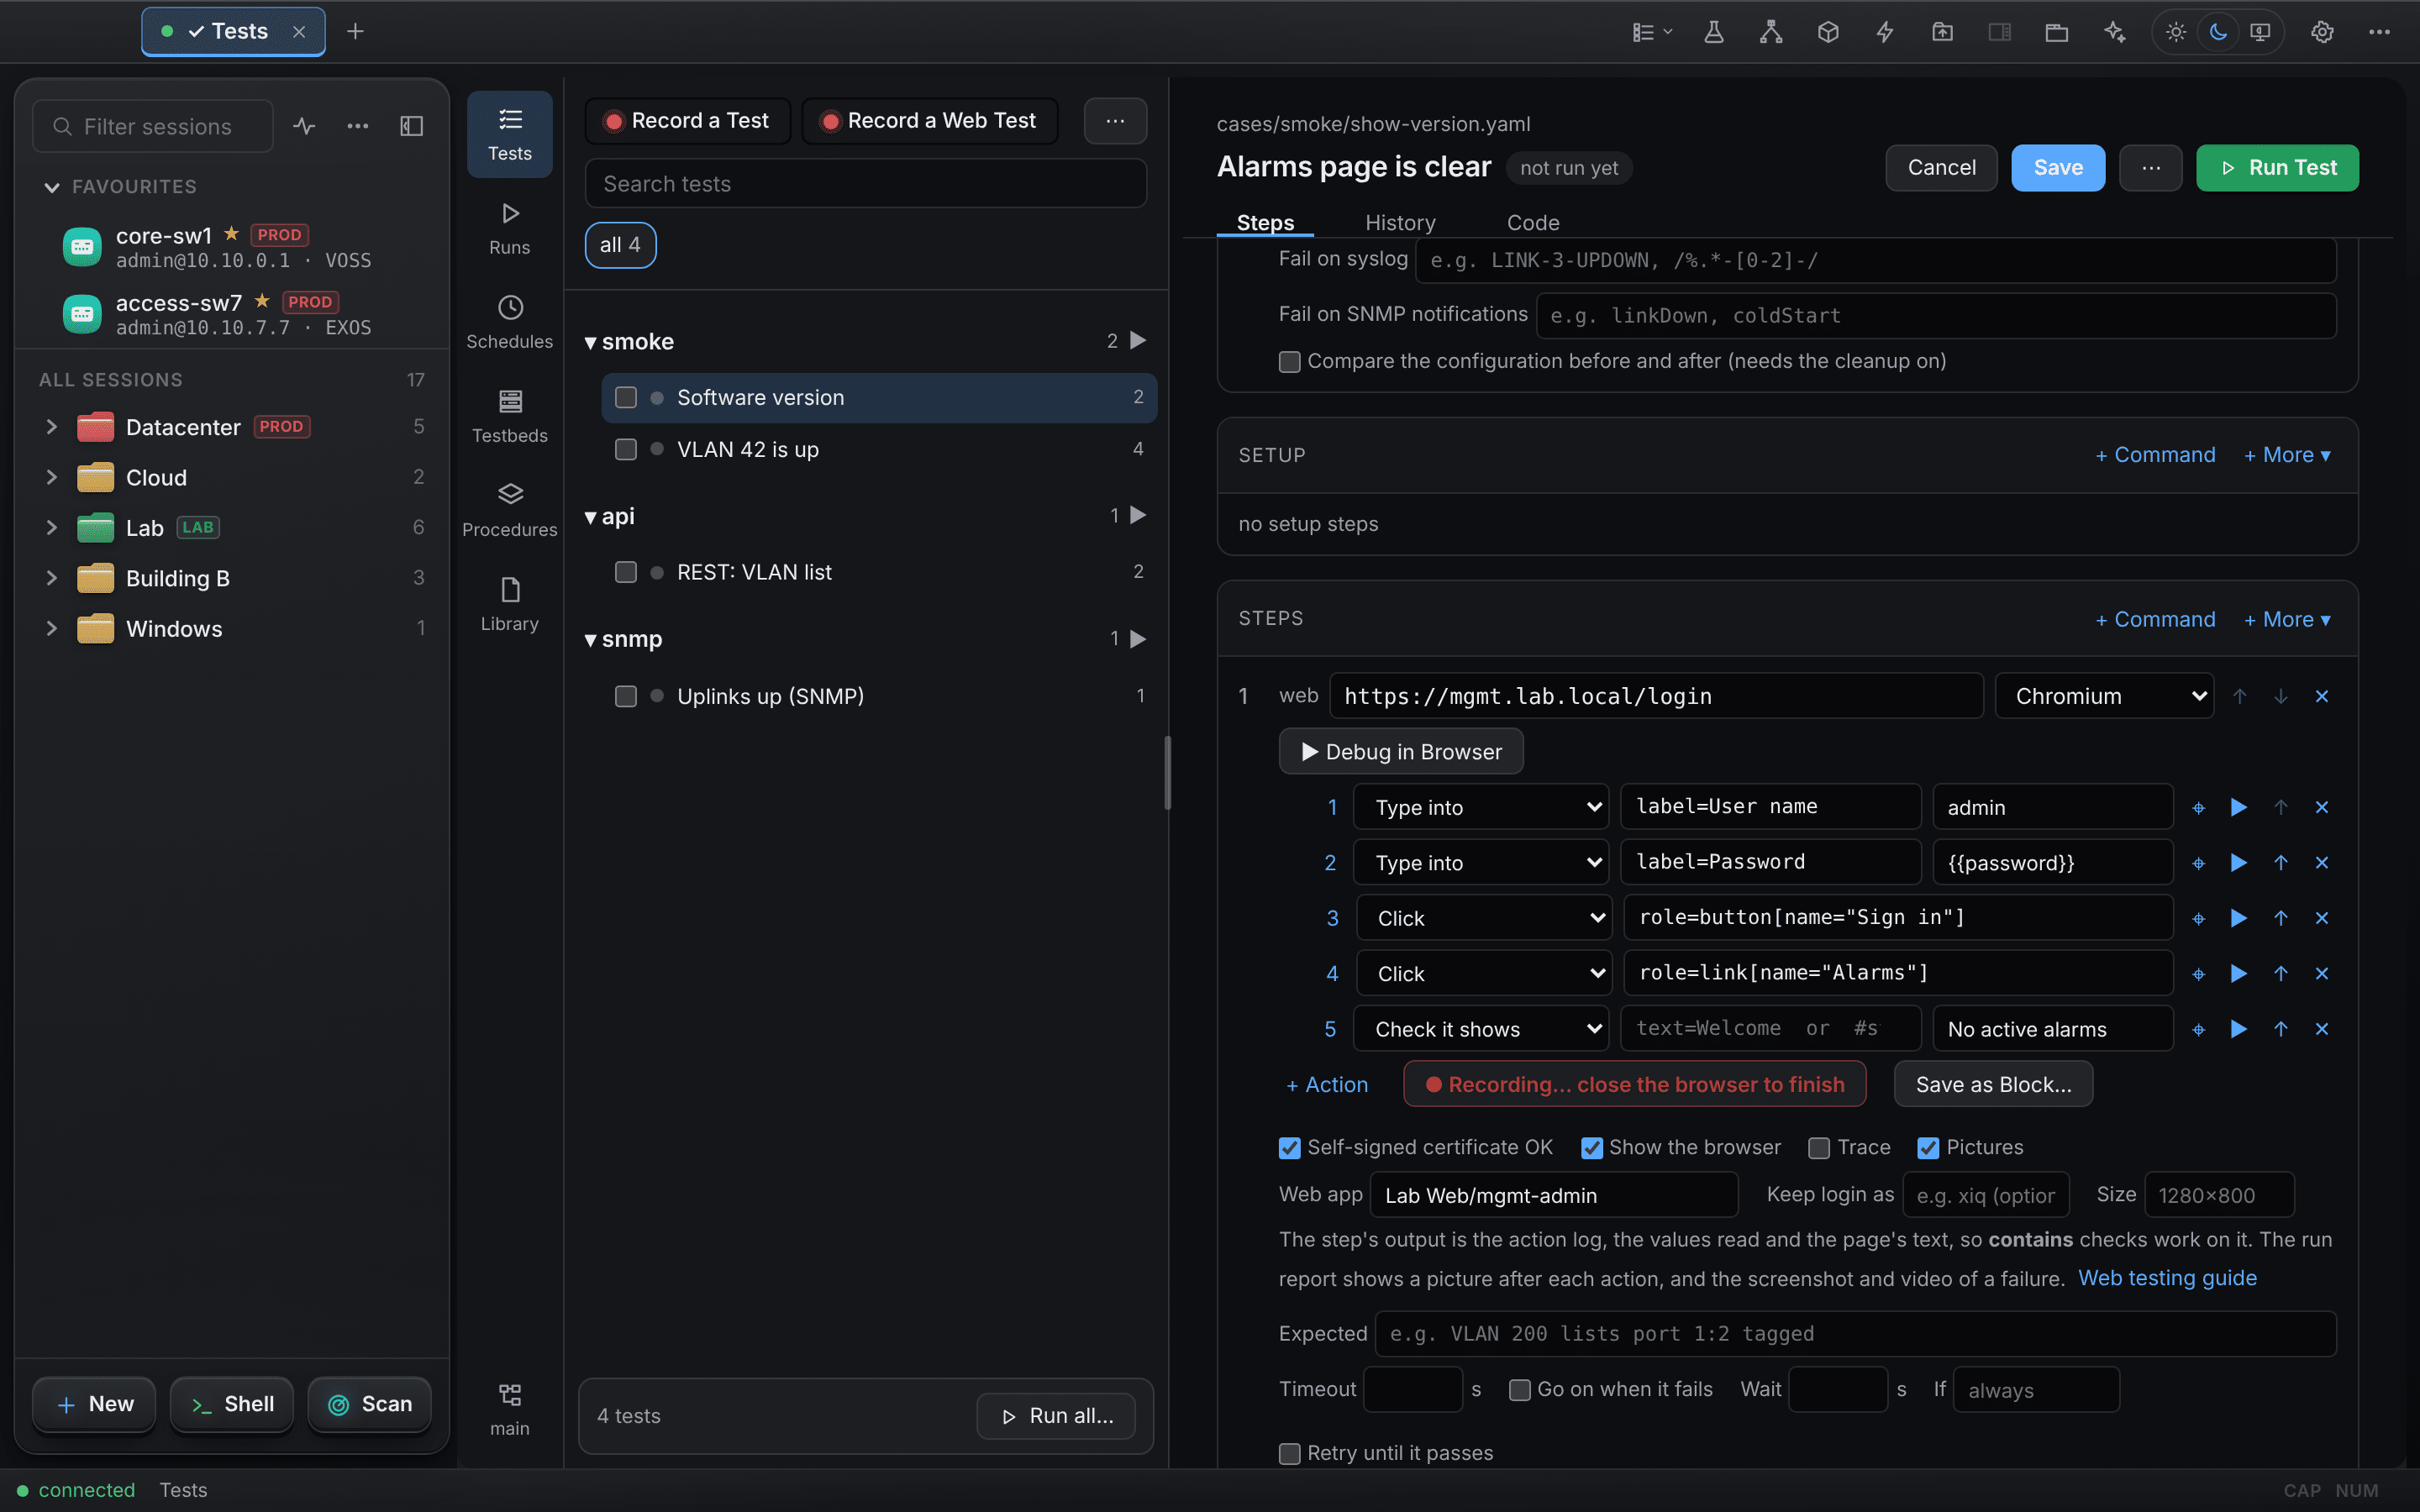 ✓ Tests
Filter sessions
FAVOURITES
core-sw1 ★ PROD
admin@10.10.0.1 · VOSS
access-sw7 ★ PROD
admin@10.10.7.7 · EXOS
ALL SESSIONS 17
Datacenter PROD 5
Cloud 2
Lab LAB 6
Building B 3
Windows 1
+ New
>_ Shell
Scan
Tests
Runs
Schedules
Testbeds
Procedures
Library
main
Record a Test
Record a Web Test
...
Search tests
all 4
▾ smoke 2 ▶
Software version 2
VLAN 42 is up 4
▾ api 1 ▶
REST: VLAN list 2
▾ snmp 1 ▶
Uplinks up (SNMP) 1
4 tests
Run all...
cases/smoke/show-version.yaml
Alarms page is clear not run yet
Cancel
Save
...
Run Test
Steps
History
Code
Fail on syslog e.g. LINK-3-UPDOWN, /%.*-[0-2]-/
Fail on SNMP notifications e.g. linkDown, coldStart
Compare the configuration before and after (needs the cleanup on)
SETUP + Command + More ▾
no setup steps
STEPS + Command + More ▾
1 web https://mgmt.lab.local/login Chromium ↑ ↓ ×
▶ Debug in Browser
1 Type into label=User name admin
2 Type into label=Password {{password}}
3 Click role=button[name="Sign in"]
4 Click role=link[name="Alarms"]
5 Check it shows text=Welcome or #s No active alarms
+ Action
Recording... close the browser to finish
Save as Block...
Self-signed certificate OK Show the browser Trace Pictures
Web app Lab Web/mgmt-admin Keep login as e.g. xiq (option Size 1280×800
The step's output is the action log, the values read and the page's text, so contains checks work on it. The run
report shows a picture after each action, and the screenshot and video of a failure. Web testing guide
Expected e.g. VLAN 200 lists port 1:2 tagged
Timeout s Go on when it fails Wait s If always
Retry until it passes
connected Tests
CAP NUM